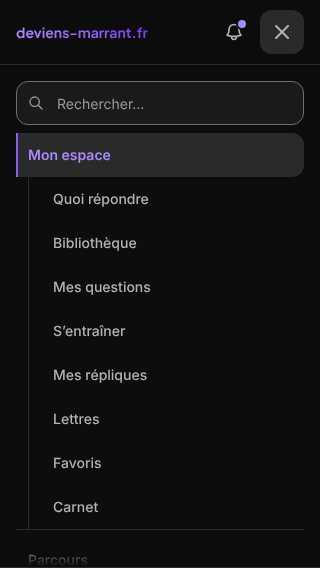 deviens-marrant.fr
Rechercher...
Mon espace
Quoi répondre
Bibliothèque
Mes questions
S’entraîner
Mes répliques
Lettres
Favoris
Carnet
Parcours